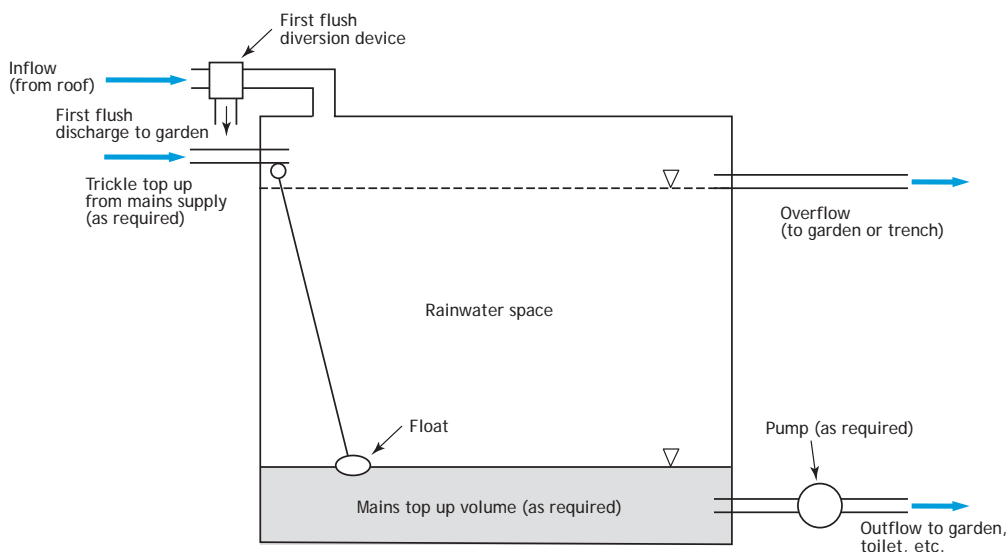 First flush
diversion device
Inflow
(from roof)
First flush
discharge to garden
Trickle top up
from mains supply
(as required)
Overflow
(to garden or trench)
Rainwater space
Float
Pump (as required)
Mains top up volume (as required)
Outflow to garden,
toilet, etc.